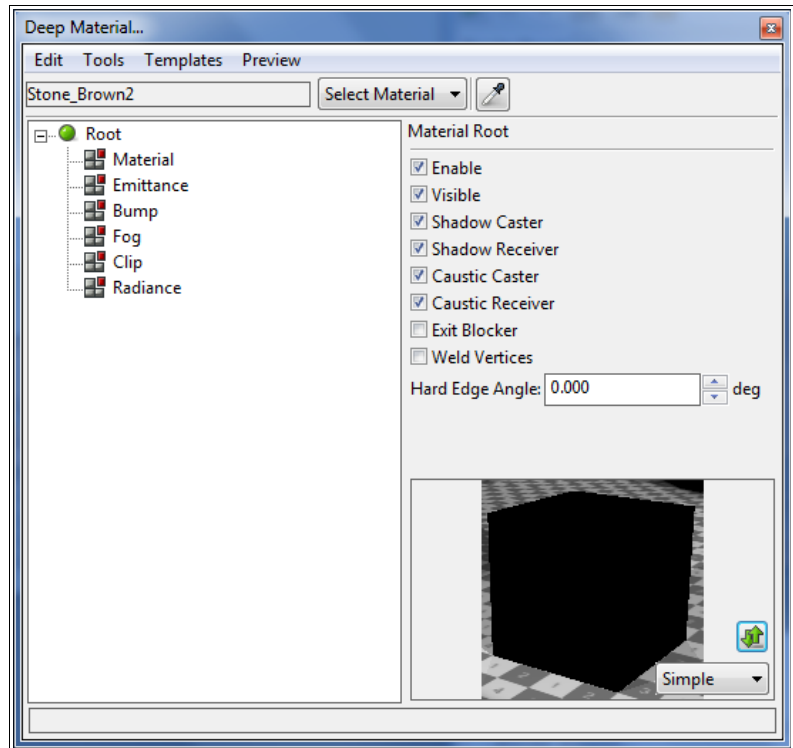 Deep Material...
Edit Tools Templates Preview
Stone_Brown2 Select Material
Root
Material
Emittance
Bump
Fog
Clip
Radiance
Material Root
Enable
Visible
Shadow Caster
Shadow Receiver
Caustic Caster
Caustic Receiver
Exit Blocker
Weld Vertices
Hard Edge Angle: 0.000 deg
Simple